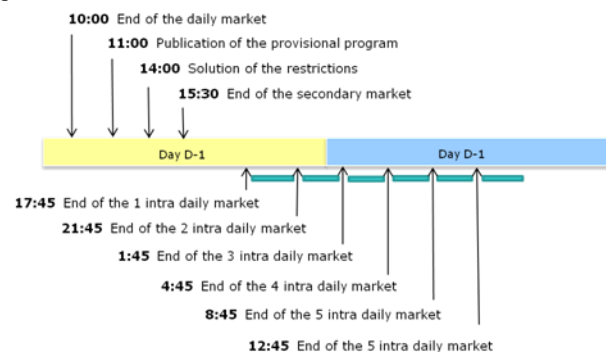 10:00 End of the daily market
11:00 Publication of the provisional program
14:00 Solution of the restrictions
15:30 End of the secondary market
Day D-1 Day D-1
17:45 End of the 1 intra daily market
21:45 End of the 2 intra daily market
1:45 End of the 3 intra daily market
4:45 End of the 4 intra daily market
8:45 End of the 5 intra daily market
12:45 End of the 5 intra daily market